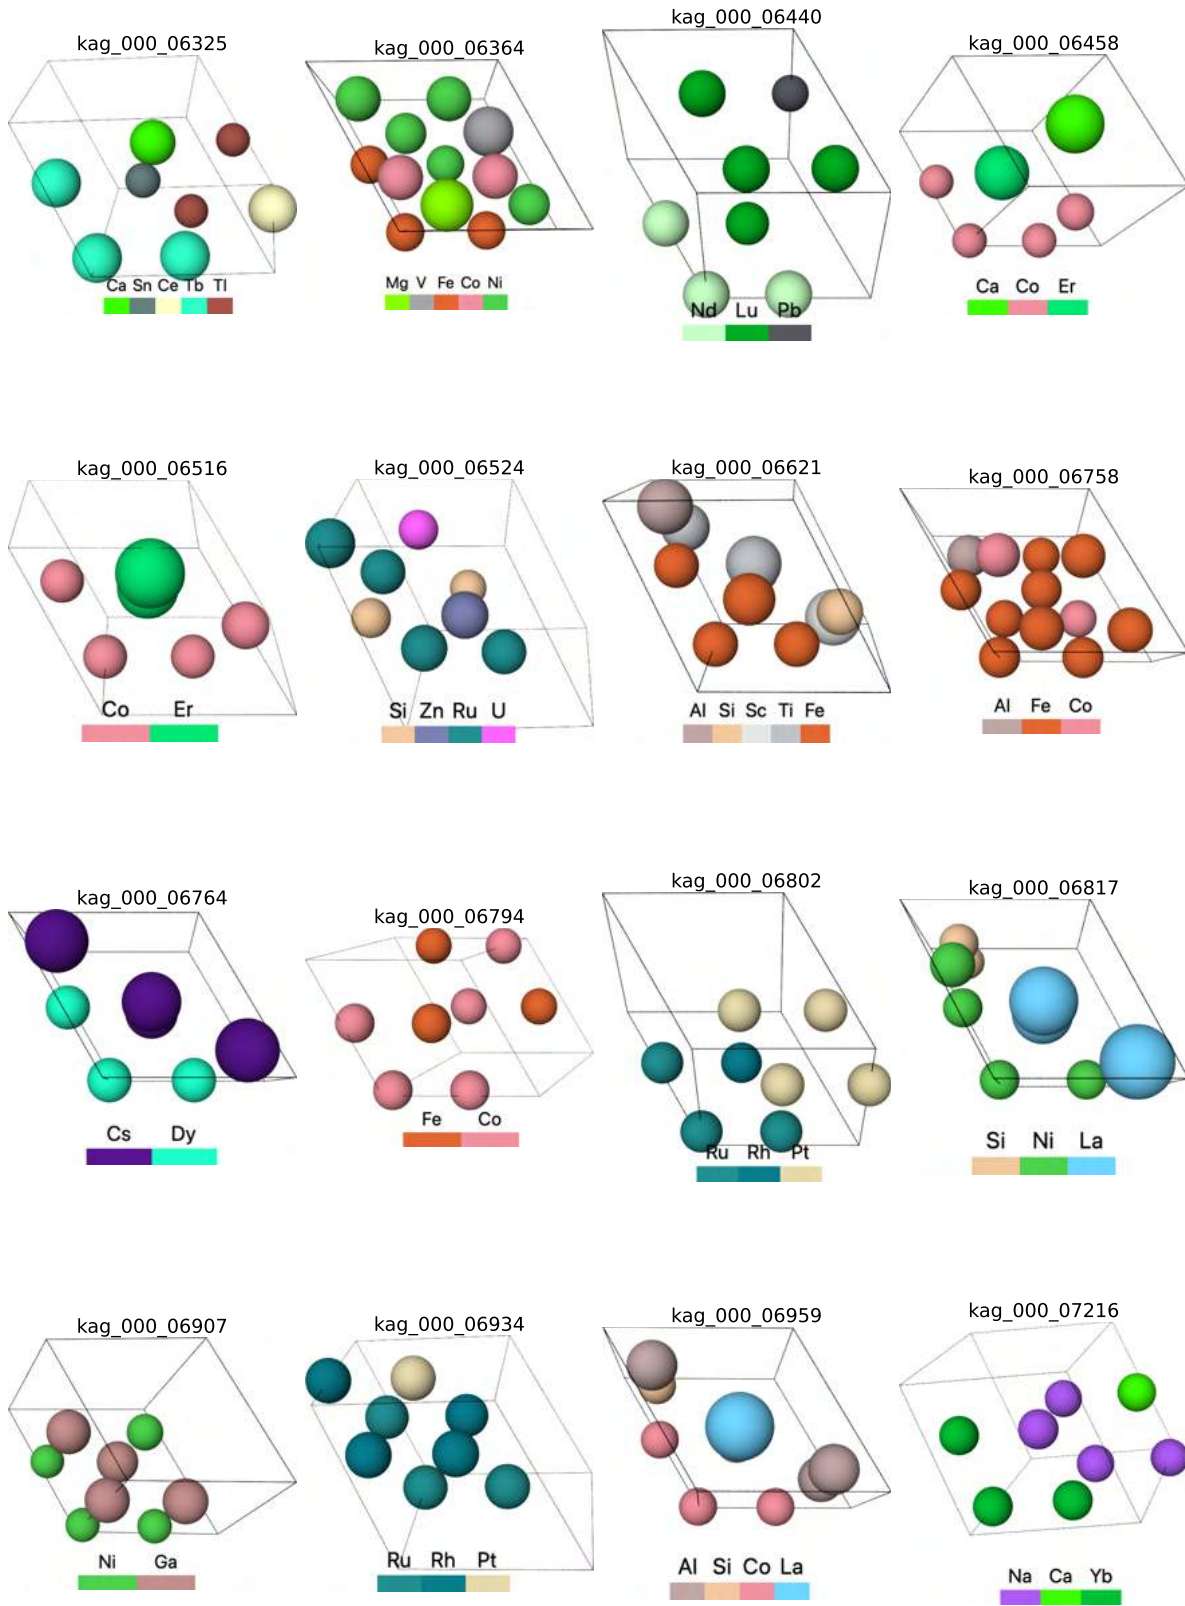 kag_000_06325
kag_000_06364
kag_000_06440
kag_000_06458
Ca Sn Ce Tb Tl
Mg V Fe Co Ni
Nd Lu Pb
Ca Co Er
kag_000_06516
kag_000_06524
kag_000_06621
kag_000_06758
Co Er
Si Zn Ru U
Al Si Sc Ti Fe
Al Fe Co
kag_000_06764
kag_000_06794
kag_000_06802
kag_000_06817
Cs Dy
Fe Co
Ru Rh Pt
Si Ni La
kag_000_06907
kag_000_06934
kag_000_06959
kag_000_07216
Ni Ga
Ru Rh Pt
Al Si Co La
Na Ca Yb